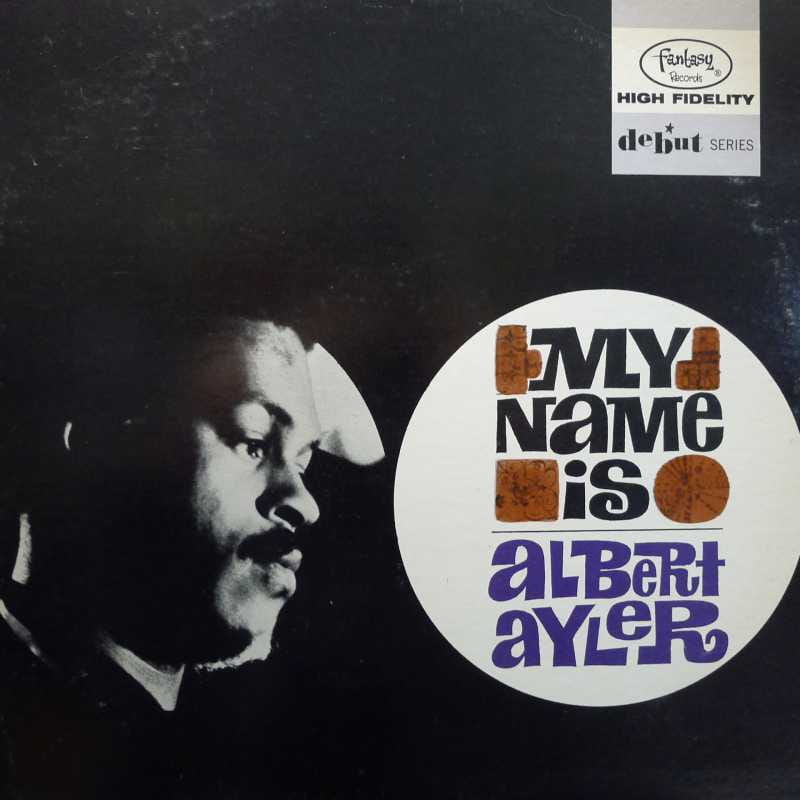 Fantasy®
Records
HIGH FIDELITY
debut SERIES
MY
NAME
is
ALBERT
AYLER